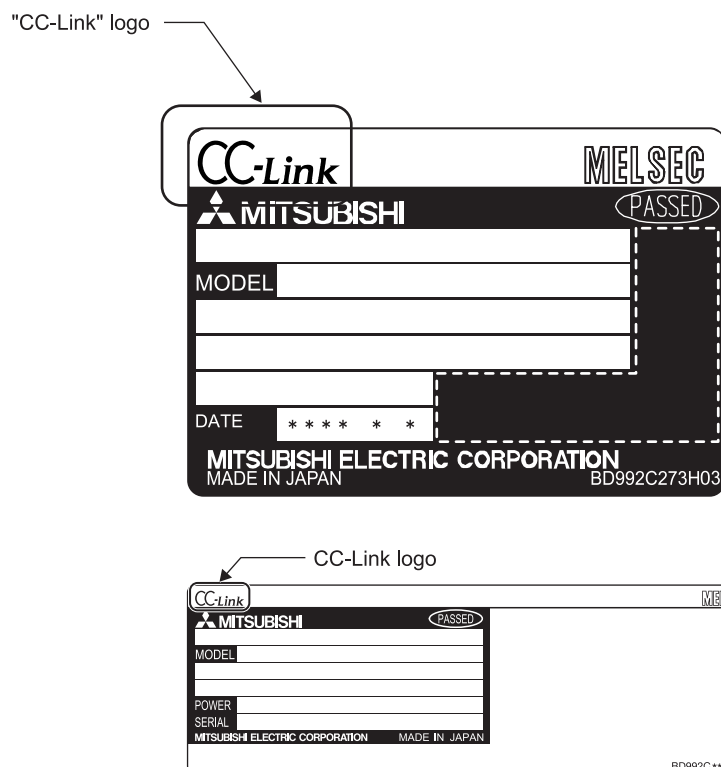 "CC-Link" logo
CC-Link MELSEC
MITSUBISHI PASSED
MODEL
DATE **** * *
MITSUBISHI ELECTRIC CORPORATION
MADE IN JAPAN BD992C273H03
CC-Link logo
CC-Link
MITSUBISHI PASSED
MODEL
POWER
SERIAL
MITSUBISHI ELECTRIC CORPORATION MADE IN JAPAN